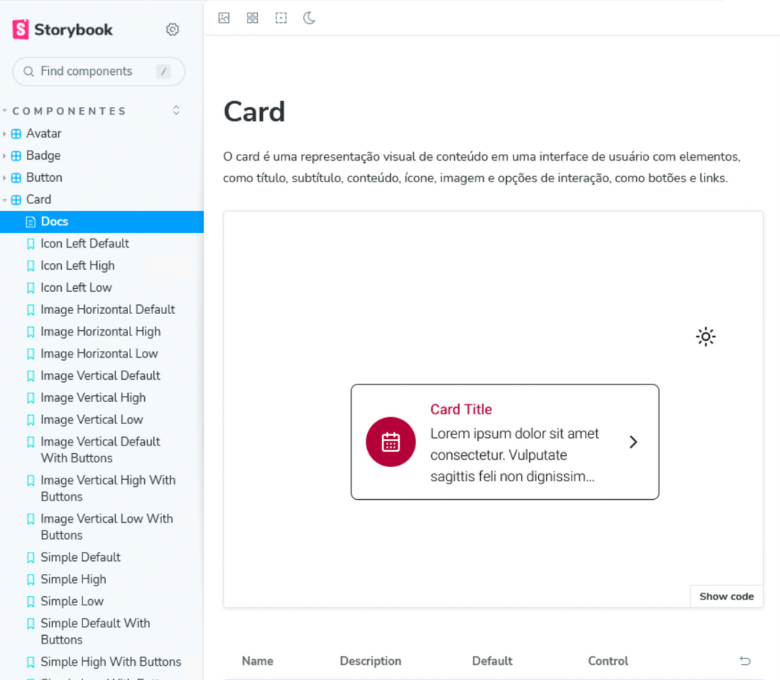 Storybook
Find components
/
COMPONENTES
Avatar
Badge
Button
Card
Docs
Icon Left Default
Icon Left High
Icon Left Low
Image Horizontal Default
Image Horizontal High
Image Horizontal Low
Image Vertical Default
Image Vertical High
Image Vertical Low
Image Vertical Default
With Buttons
Image Vertical High With
Buttons
Image Vertical Low With
Buttons
Simple Default
Simple High
Simple Low
Simple Default With
Buttons
Simple High With Buttons
Card
O card é uma representação visual de conteúdo em uma interface de usuário com elementos,
como título, subtítulo, conteúdo, ícone, imagem e opções de interação, como botões e links.
Card Title
Lorem ipsum dolor sit amet
consectetur. Vulputate
sagittis feli non dignissim...
Show code
Name Description Default Control